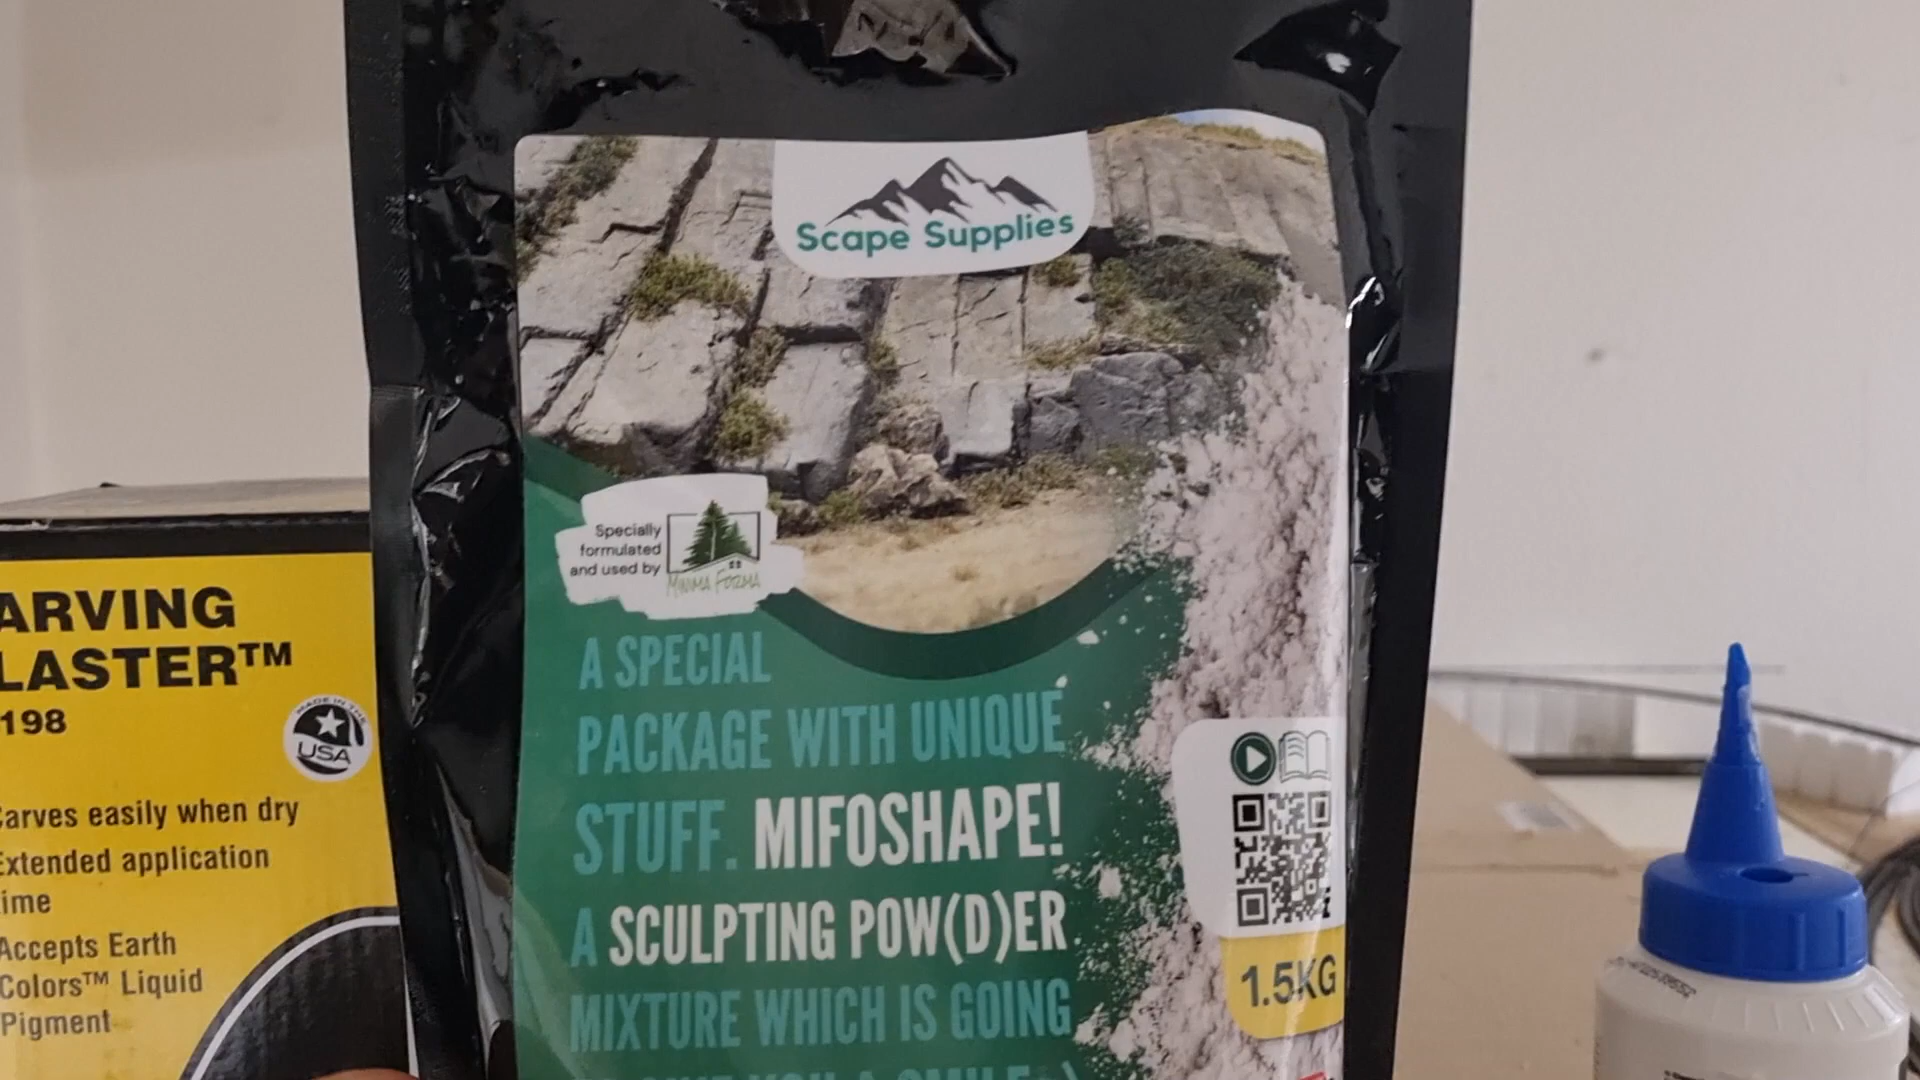 Scape Supplies
Specially
formulated
and used by
MINIMA FORMA
A SPECIAL
PACKAGE WITH UNIQUE
STUFF. MIFOSHAPE!
A SCULPTING POW(D)ER
MIXTURE WHICH IS GOING
1.5KG
ARVING
LASTER™
198
MADE IN THE
USA
Carves easily when dry
Extended application
ime
Accepts Earth
Colors™ Liquid
Pigment